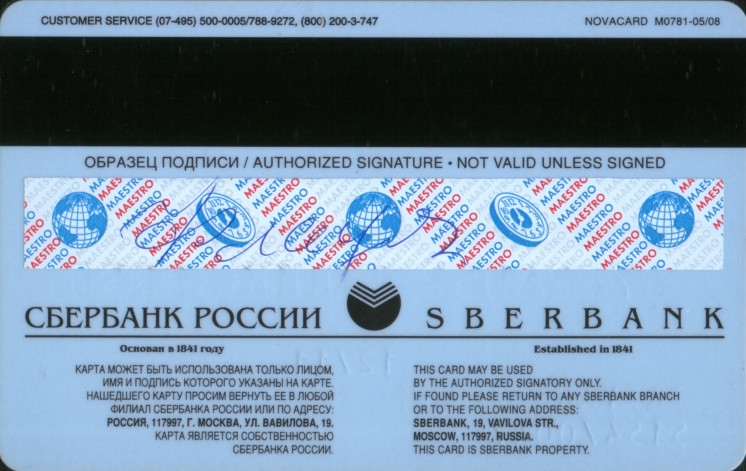 CUSTOMER SERVICE (07-495) 500-0005/788-9272, (800) 200-3-747
NOVACARD M0781-05/08
ОБРАЗЕЦ ПОДПИСИ / AUTHORIZED SIGNATURE • NOT VALID UNLESS SIGNED
MAESTRO MAESTRO MAESTRO MAESTRO
СБЕРБАНК РОССИИ
SBERBANK
Основан в 1841 году
Established in 1841
КАРТА МОЖЕТ БЫТЬ ИСПОЛЬЗОВАНА ТОЛЬКО ЛИЦОМ,
ИМЯ И ПОДПИСЬ КОТОРОГО УКАЗАНЫ НА КАРТЕ.
НАШЕДШЕГО КАРТУ ПРОСИМ ВЕРНУТЬ ЕЕ В ЛЮБОЙ
ФИЛИАЛ СБЕРБАНКА РОССИИ ИЛИ ПО АДРЕСУ:
РОССИЯ, 117997, Г. МОСКВА, УЛ. ВАВИЛОВА, 19.
КАРТА ЯВЛЯЕТСЯ СОБСТВЕННОСТЬЮ
СБЕРБАНКА РОССИИ.
THIS CARD MAY BE USED
BY THE AUTHORIZED SIGNATORY ONLY.
IF FOUND PLEASE RETURN TO ANY SBERBANK BRANCH
OR TO THE FOLLOWING ADDRESS:
SBERBANK, 19, VAVILOVA STR.,
MOSCOW, 117997, RUSSIA.
THIS CARD IS SBERBANK PROPERTY.